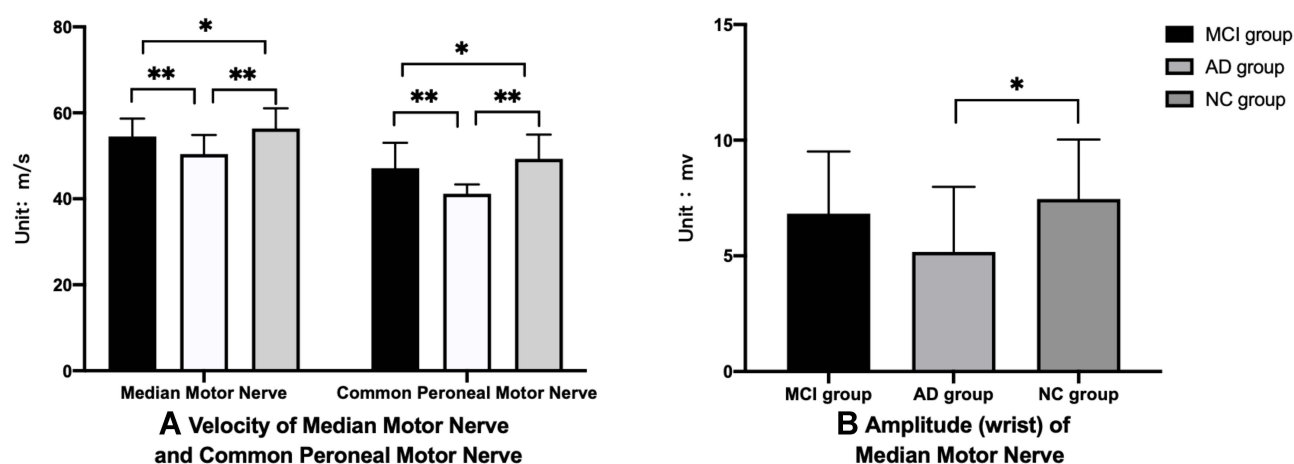 80
60
40
20
0
Unit： m/s
*
**
**
*
**
**
Median Motor Nerve
Common Peroneal Motor Nerve
A Velocity of Median Motor Nerve
and Common Peroneal Motor Nerve
15
10
5
0
Unit ： mv
*
MCI group
AD group
NC group
B Amplitude (wrist) of
Median Motor Nerve
MCI group
AD group
NC group